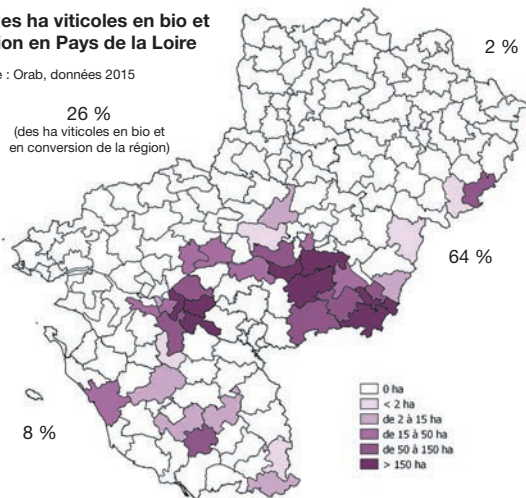 des ha viticoles en bio et
ion en Pays de la Loire
: Orab, données 2015
2 %
26 %
(des ha viticoles en bio et
en conversion de la région)
64 %
8 %
0 ha
< 2 ha
de 2 à 15 ha
de 15 à 50 ha
de 50 à 150 ha
> 150 ha